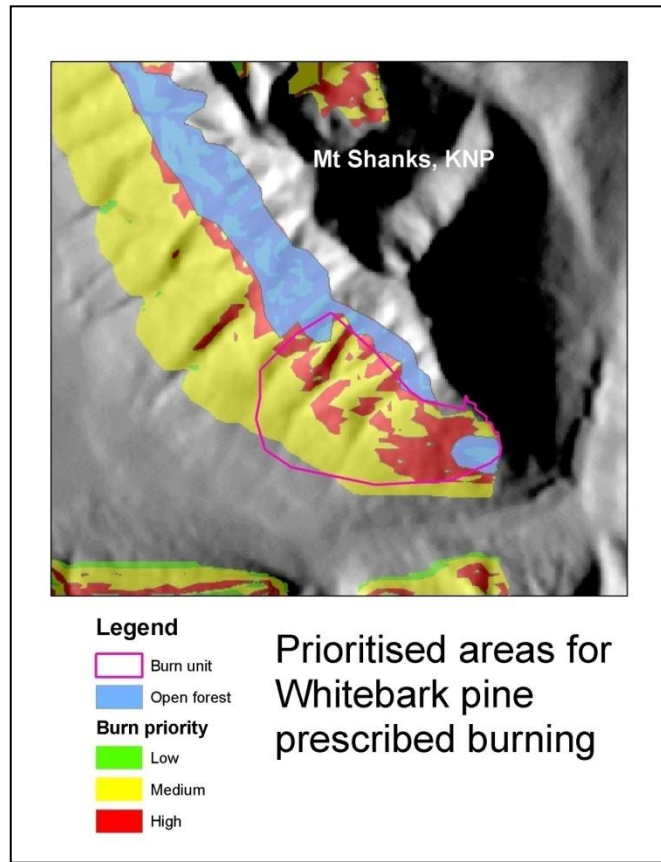 Mt Shanks, KNP
Legend
Burn unit
Open forest
Burn priority
Low
Medium
High
Prioritised areas for
Whitebark pine
prescribed burning